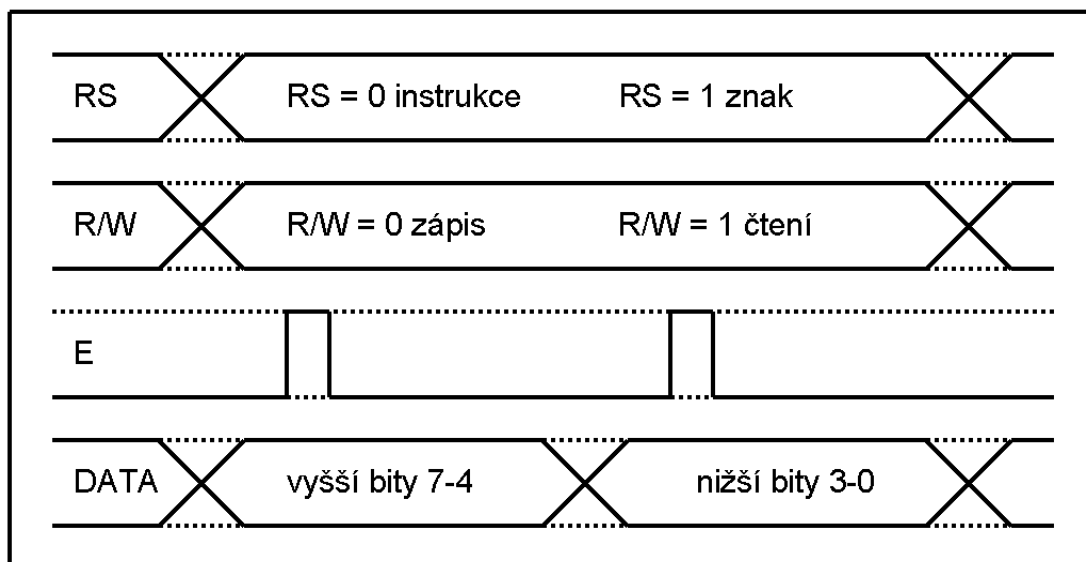 RS RS = 0 instrukce RS = 1 znak
R/W R/W = 0 zápis R/W = 1 čtení
E
DATA vyšší bity 7-4 nižší bity 3-0